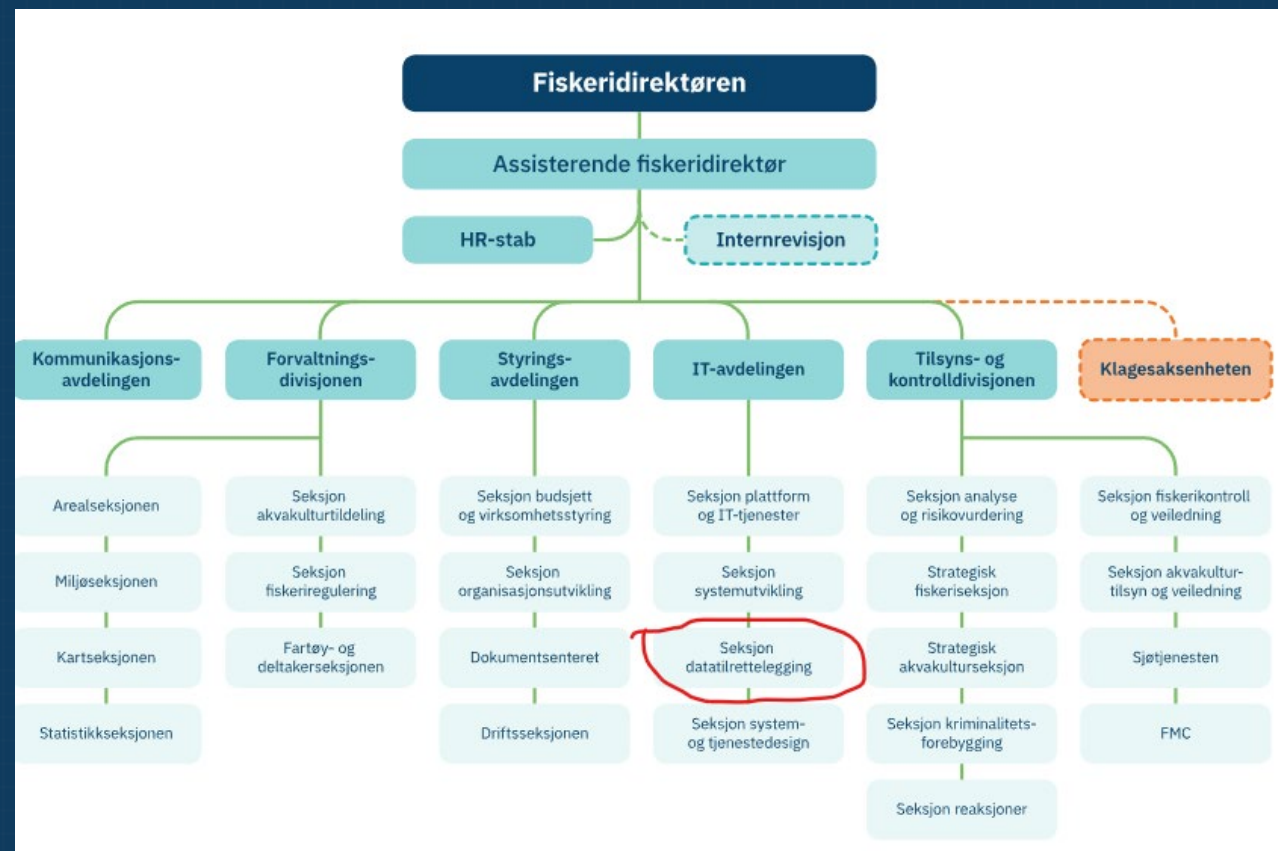 Fiskeridirektøren
Assisterende fiskeridirektør
HR-stab
Internrevisjon
Kommunikasjons-
avdelingen
Forvaltnings-
divisjonen
Styrings-
avdelingen
IT-avdelingen
Tilsyns- og
kontrolldivisjonen
Klagesaksenheten
Arealseksjonen
Miljøseksjonen
Kartseksjonen
Statistikkseksjonen
Seksjon
akvakulturtildeling
Seksjon
fiskeriregulering
Fartøy- og
deltakerseksjonen
Seksjon budsjett
og virksomhetsstyring
Seksjon
organisasjonsutvikling
Dokumentsenteret
Driftsseksjonen
Seksjon plattform
og IT-tjenester
Seksjon
systemutvikling
Seksjon
datatilrettelegging
Seksjon system-
og tjenestedesign
Seksjon analyse
og risikovurdering
Strategisk
fiskeriseksjon
Strategisk
akvakulturseksjon
Seksjon kriminalitets-
forebygging
Seksjon reaksjoner
Seksjon fiskerikontroll
og veiledning
Seksjon akvakultur-
tilsyn og veiledning
Sjøtjenesten
FMC